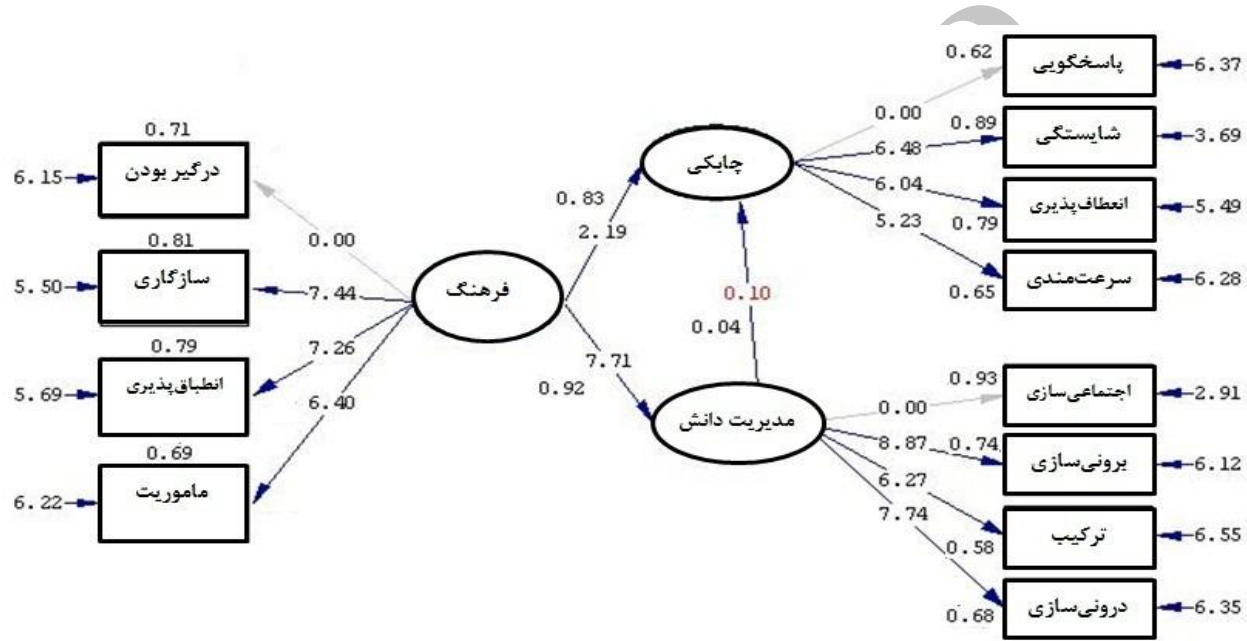 0.62
پاسخگویی
6.37
0.00
0.89
شایستگی
3.69
6.48
انعطاف‌پذیری
5.49
6.04
0.79
5.23
سرعت‌مندی
6.28
0.65
چابکی
0.83
2.19
0.71
درگیر بودن
6.15
0.00
0.81
سازگاری
5.50
7.44
فرهنگ
0.79
انطباق‌پذیری
5.69
7.26
6.40
0.69
ماموریت
6.22
0.10
0.04
7.71
0.92
مدیریت دانش
0.93
اجتماعی‌سازی
2.91
0.00
8.87
0.74
برونی‌سازی
6.12
6.27
ترکیب
6.55
7.74
0.58
درونی‌سازی
6.35
0.68